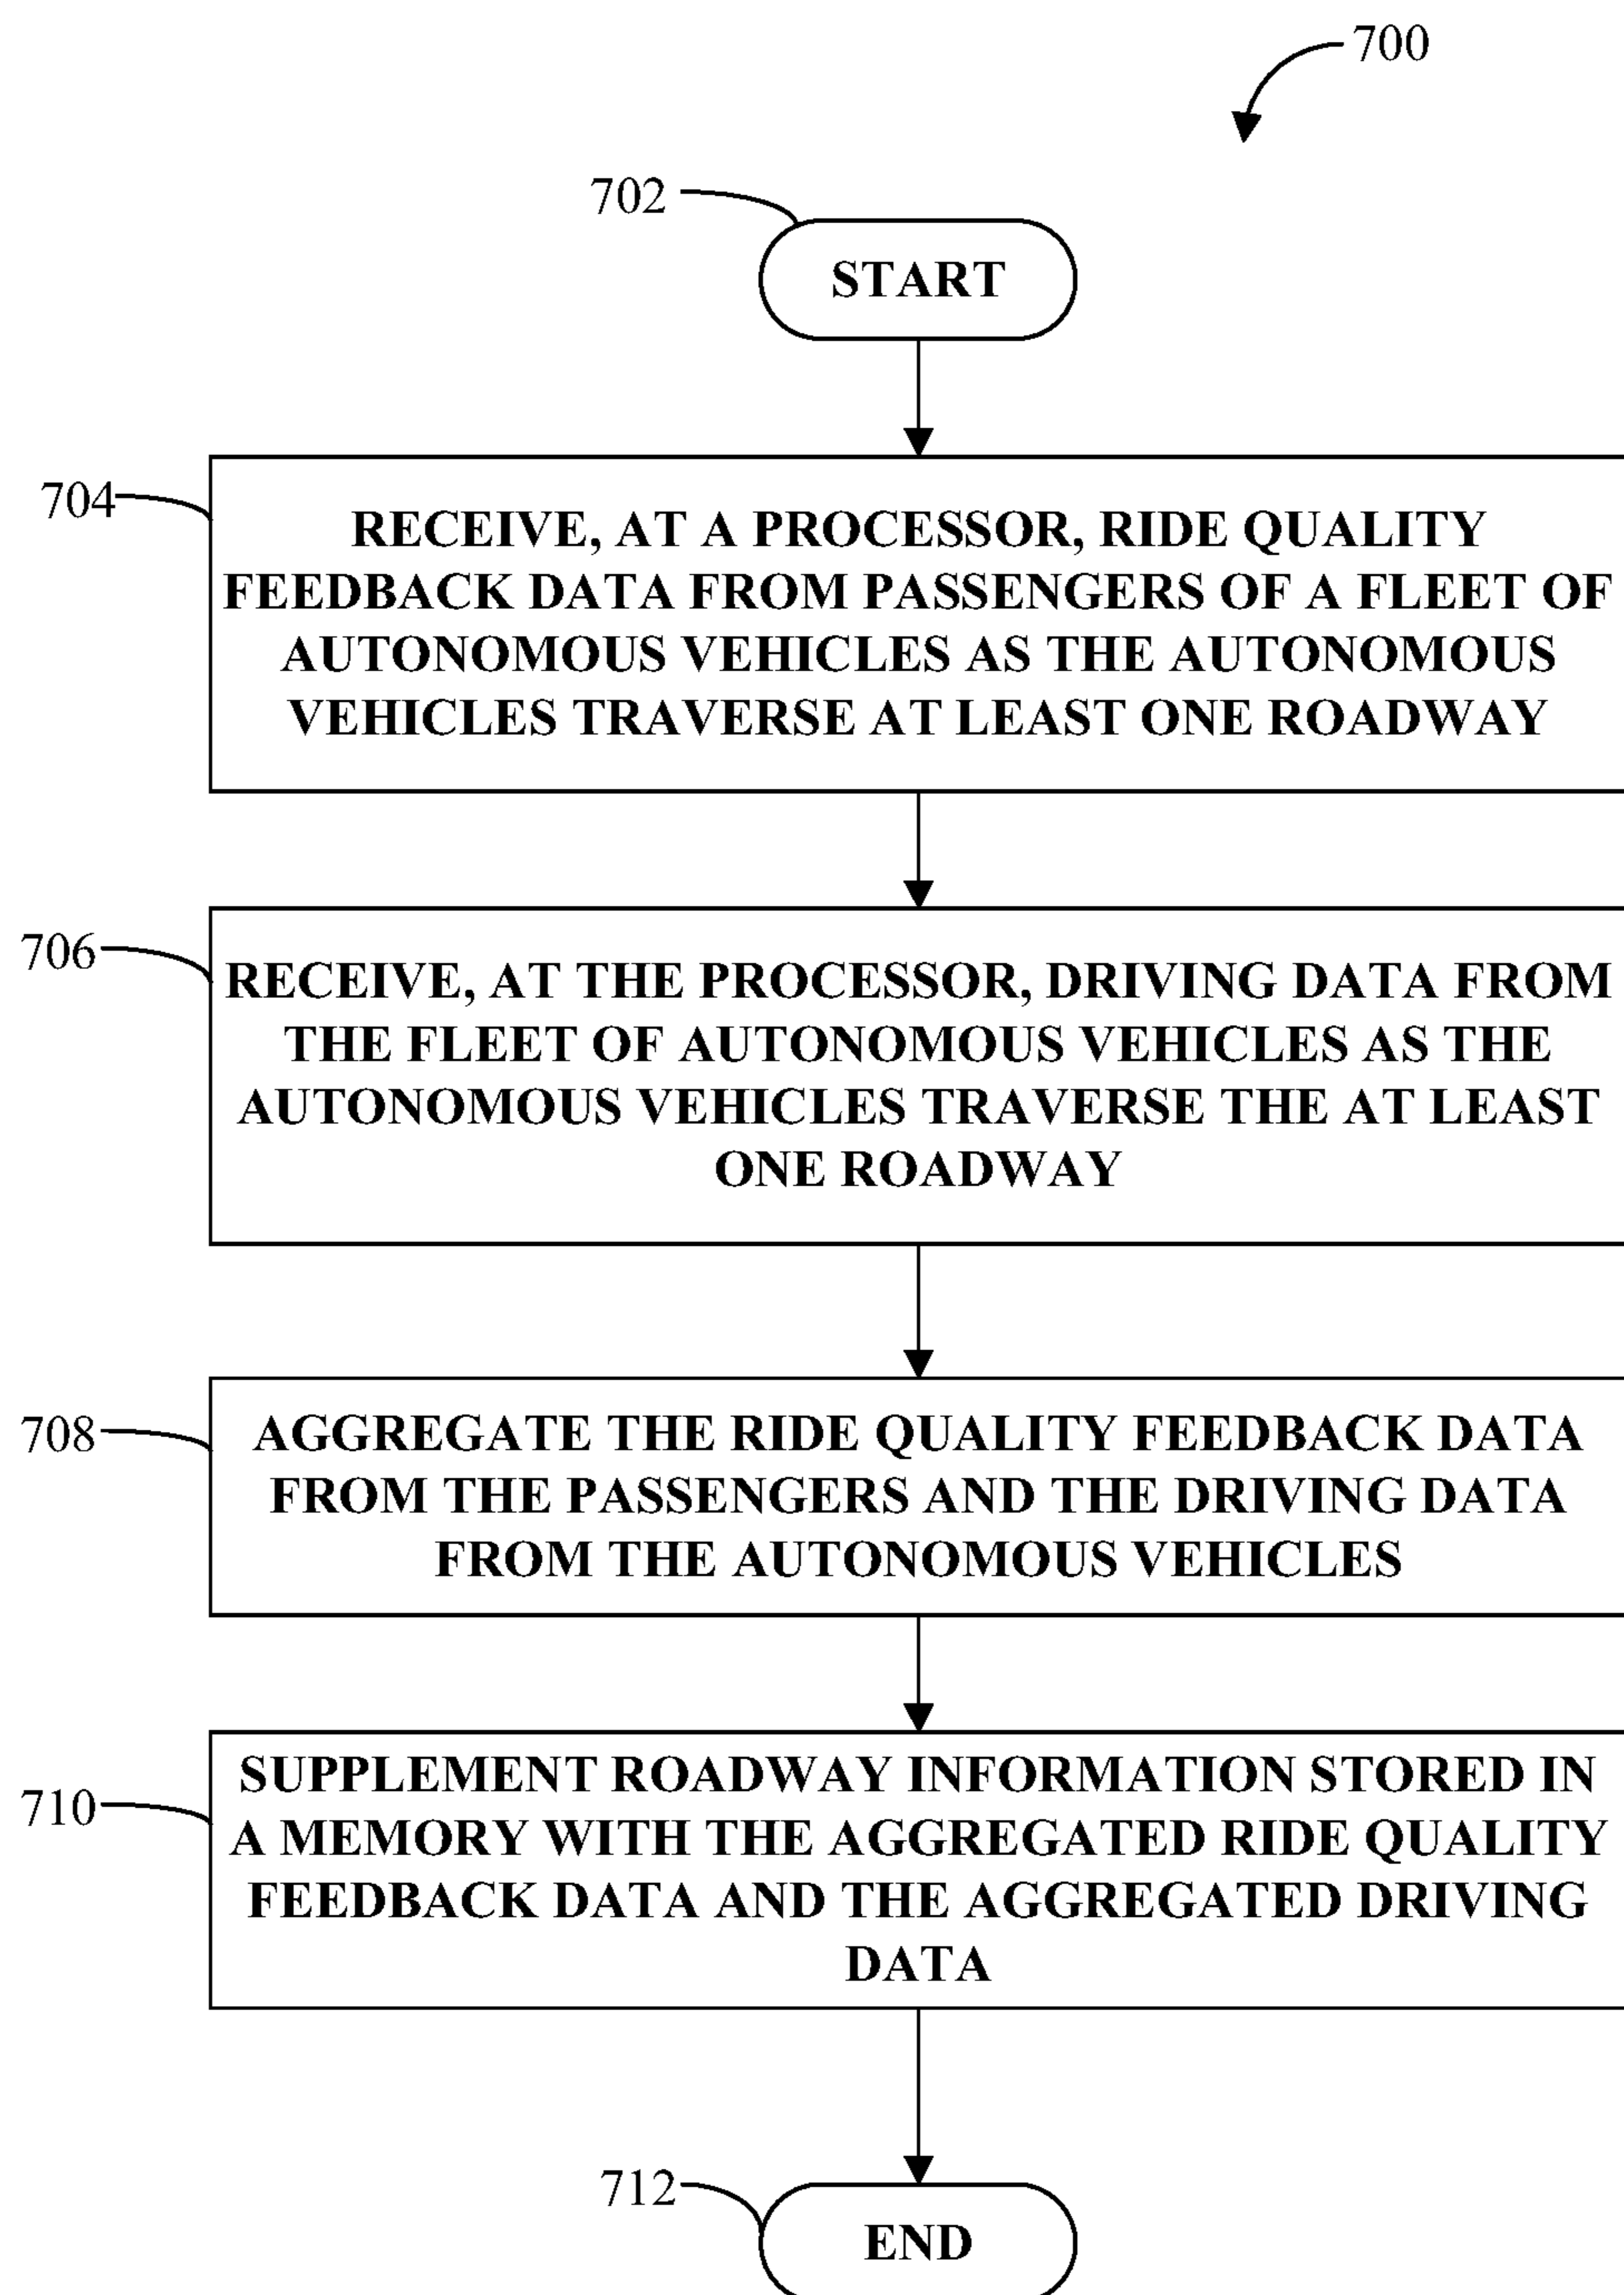 700
702
START
704
RECEIVE, AT A PROCESSOR, RIDE QUALITY
FEEDBACK DATA FROM PASSENGERS OF A FLEET OF
AUTONOMOUS VEHICLES AS THE AUTONOMOUS
VEHICLES TRAVERSE AT LEAST ONE ROADWAY
706
RECEIVE, AT THE PROCESSOR, DRIVING DATA FROM
THE FLEET OF AUTONOMOUS VEHICLES AS THE
AUTONOMOUS VEHICLES TRAVERSE THE AT LEAST
ONE ROADWAY
708
AGGREGATE THE RIDE QUALITY FEEDBACK DATA
FROM THE PASSENGERS AND THE DRIVING DATA
FROM THE AUTONOMOUS VEHICLES
710
SUPPLEMENT ROADWAY INFORMATION STORED IN
A MEMORY WITH THE AGGREGATED RIDE QUALITY
FEEDBACK DATA AND THE AGGREGATED DRIVING
DATA
712
END